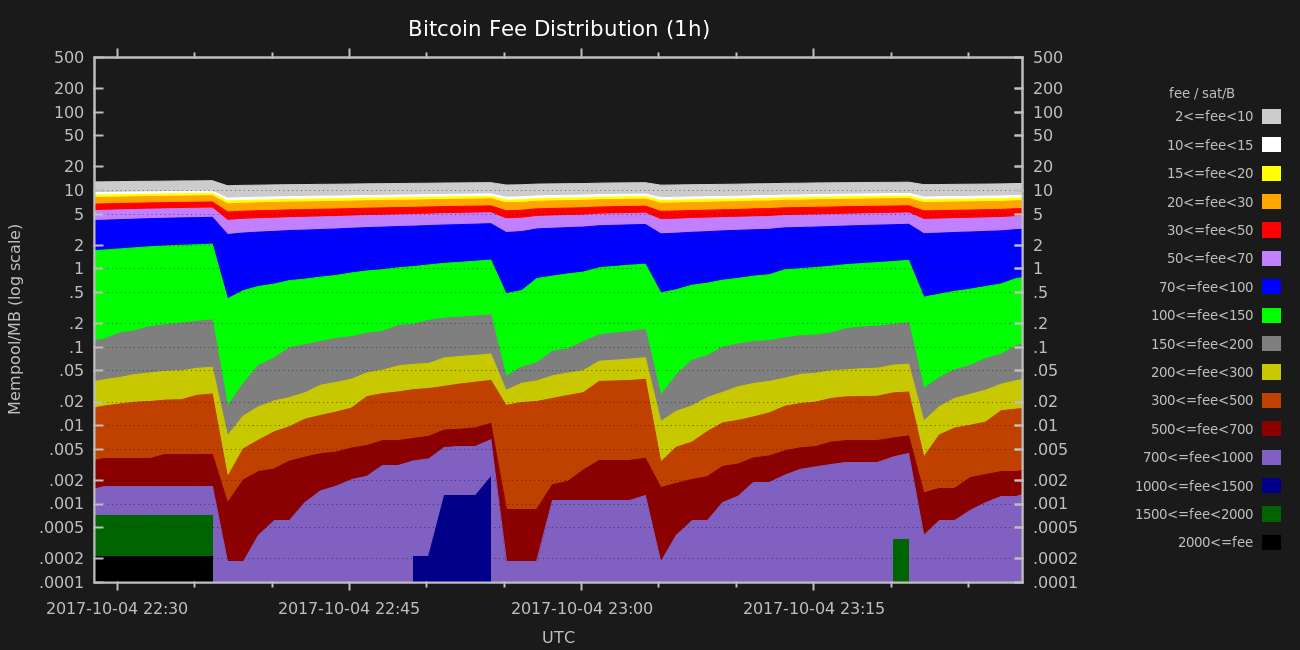 Bitcoin Fee Distribution (1h)
500 500
200 200
100 100
50 50
20 20
10 10
5 5
2 2
1 1
.5 .5
.2 .2
.1 .1
.05 .05
.02 .02
.01 .01
.005 .005
.002 .002
.001 .001
.0005 .0005
.0002 .0002
.0001 .0001
Mempool/MB (log scale)
2017-10-04 22:30 2017-10-04 22:45 2017-10-04 23:00 2017-10-04 23:15
UTC
fee / sat/B
2<=fee<10
10<=fee<15
15<=fee<20
20<=fee<30
30<=fee<50
50<=fee<70
70<=fee<100
100<=fee<150
150<=fee<200
200<=fee<300
300<=fee<500
500<=fee<700
700<=fee<1000
1000<=fee<1500
1500<=fee<2000
2000<=fee